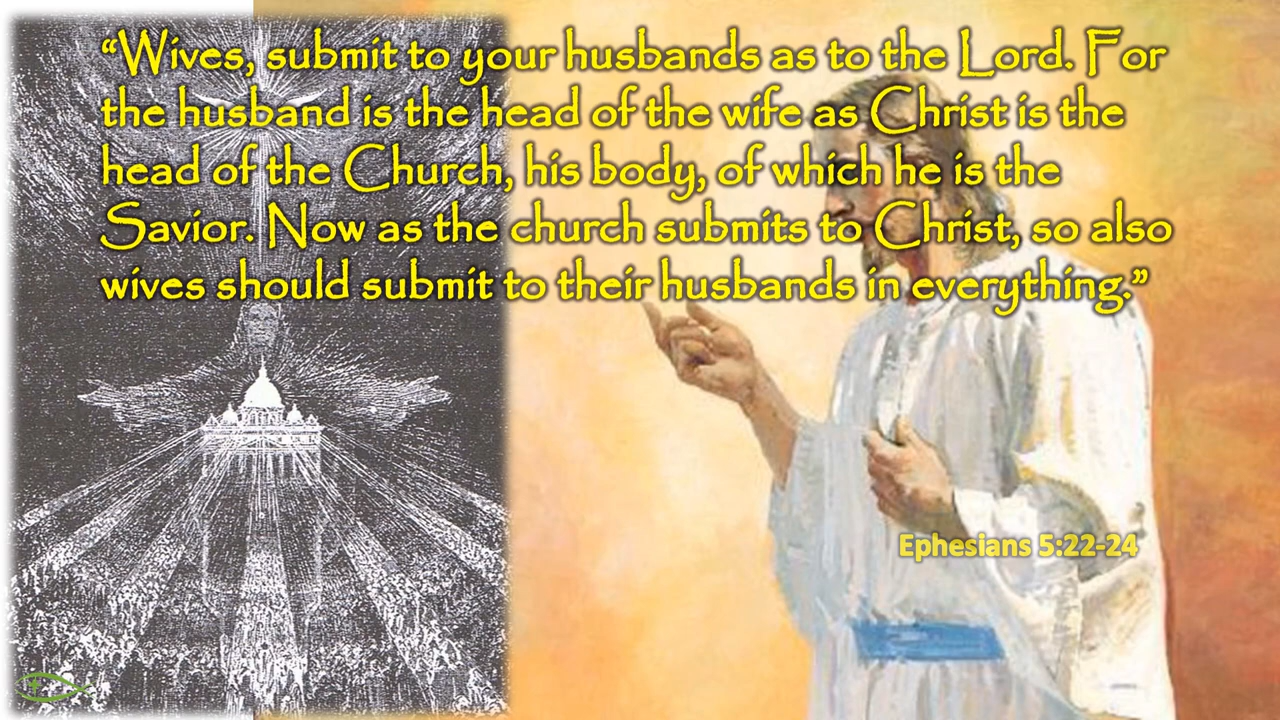 “Wives, submit to your husbands as to the Lord. For
the husband is the head of the wife as Christ is the
head of the Church, his body, of which he is the
Savior. Now as the church submits to Christ, so also
wives should submit to their husbands in everything.”
Ephesians 5:22-24